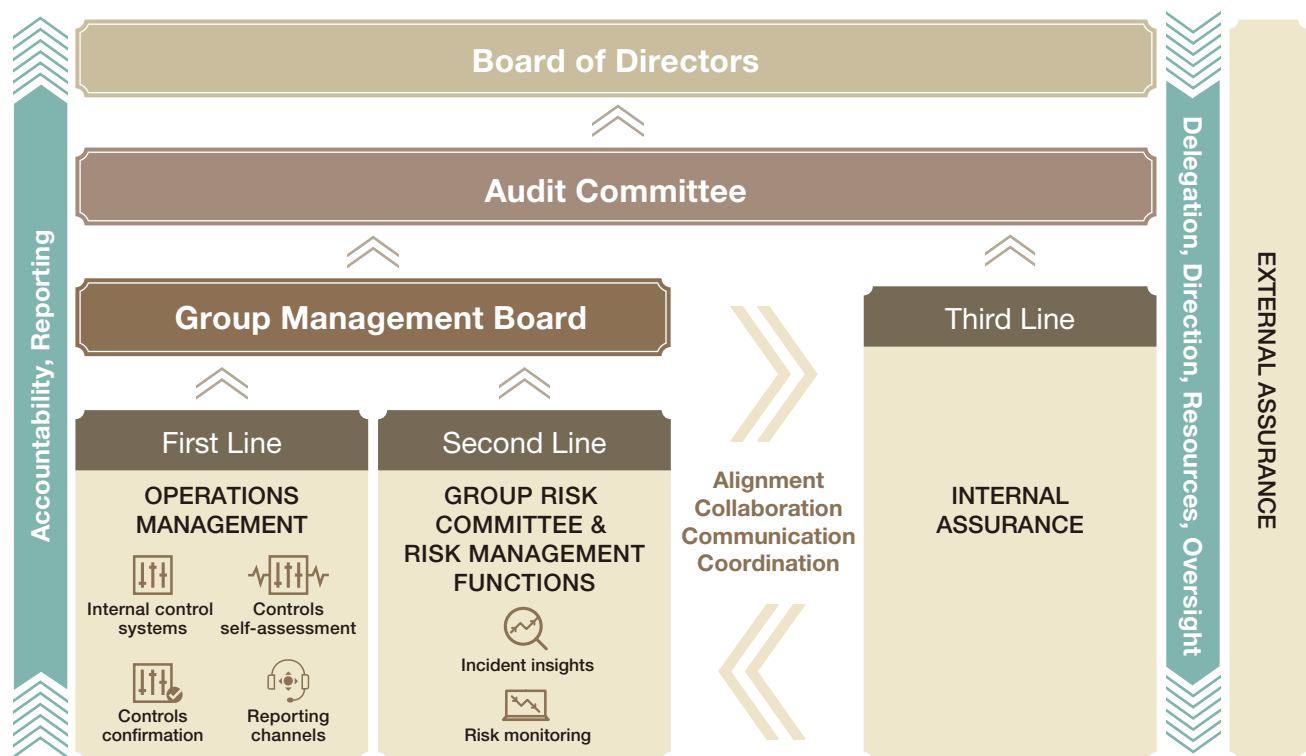 Board of Directors
Audit Committee
Group Management Board
Accountability, Reporting
First Line
OPERATIONS
MANAGEMENT
Internal control
systems
Controls
self-assessment
Controls
confirmation
Reporting
channels
Second Line
GROUP RISK
COMMITTEE &
RISK MANAGEMENT
FUNCTIONS
Incident insights
Risk monitoring
Alignment
Collaboration
Communication
Coordination
Third Line
INTERNAL
ASSURANCE
Delegation, Direction, Resources, Oversight
EXTERNAL ASSURANCE